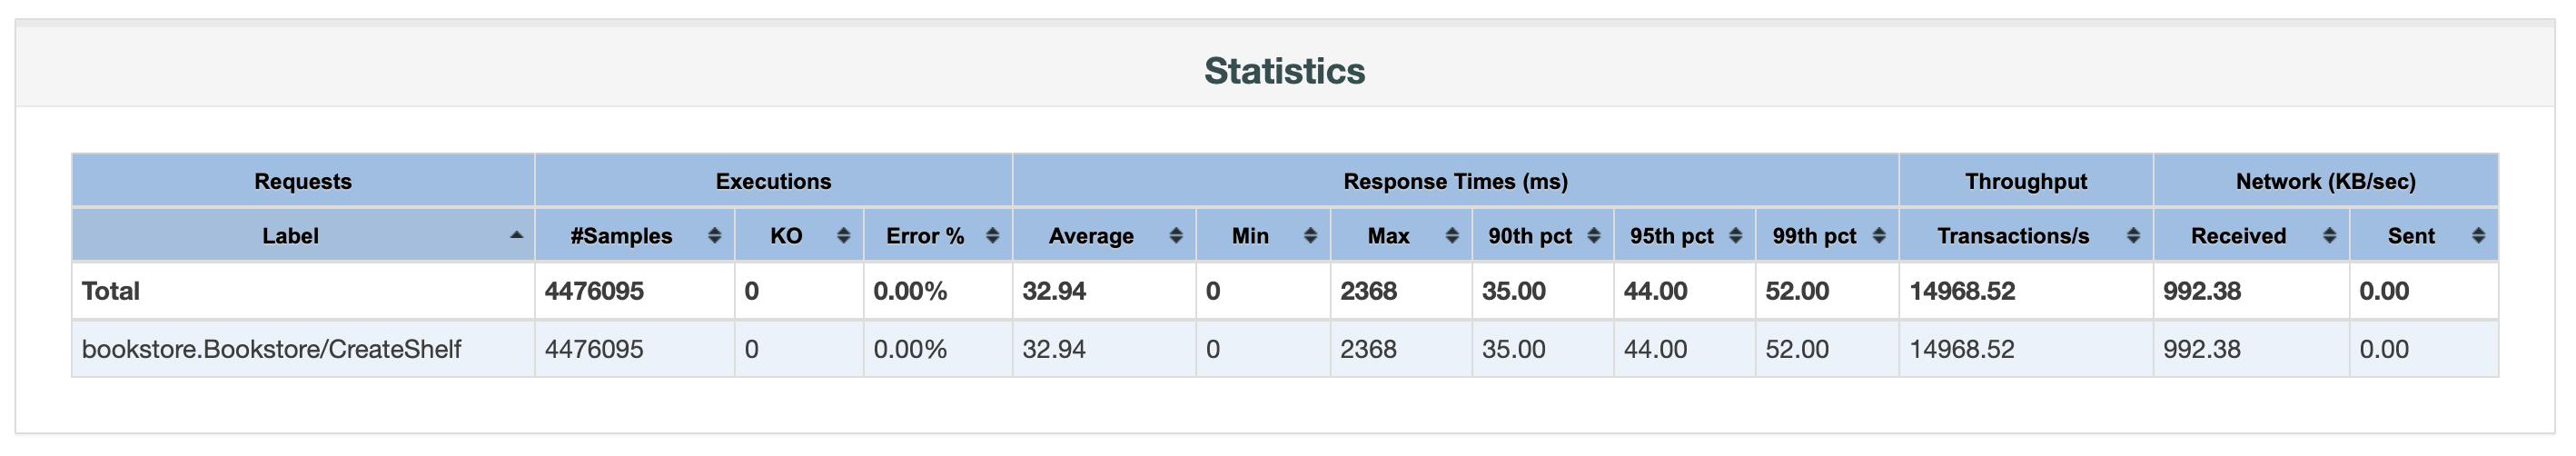 Statistics
Requests Executions Response Times (ms) Throughput Network (KB/sec)
Label #Samples KO Error % Average Min Max 90th pct 95th pct 99th pct Transactions/s Received Sent
Total 4476095 0 0.00% 32.94 0 2368 35.00 44.00 52.00 14968.52 992.38 0.00
bookstore.Bookstore/CreateShelf 4476095 0 0.00% 32.94 0 2368 35.00 44.00 52.00 14968.52 992.38 0.00